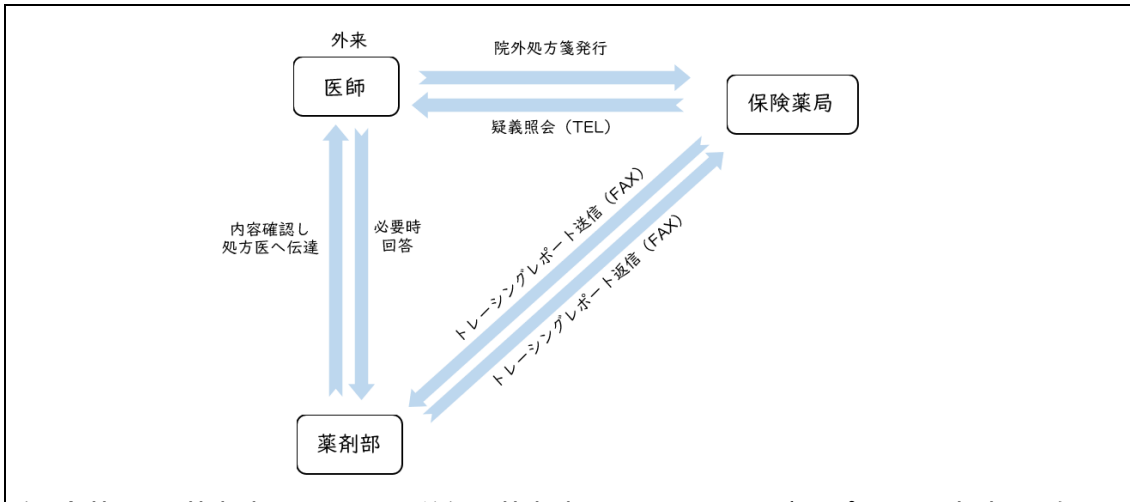 外来
医師
院外処方箋発行
疑義照会（TEL）
保険薬局
内容確認し
処方医へ伝達
必要時
回答
トレーシングレポート送信（FAX）
トレーシングレポート返信（FAX）
薬剤部